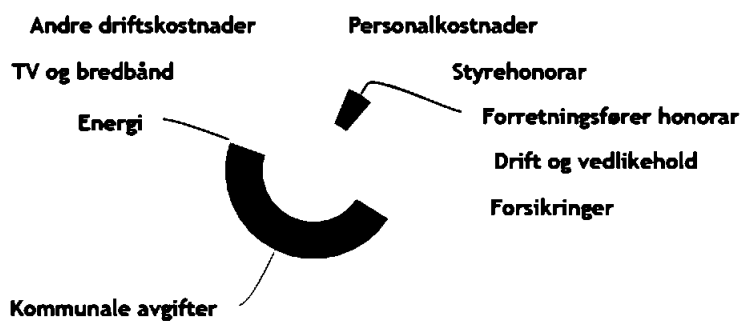 Andre driftskostnader
Personalkostnader
TV og bredbånd
Styrehonorar
Energi
Forretningsfører honorar
Drift og vedlikehold
Forsikringer
Kommunale avgifter